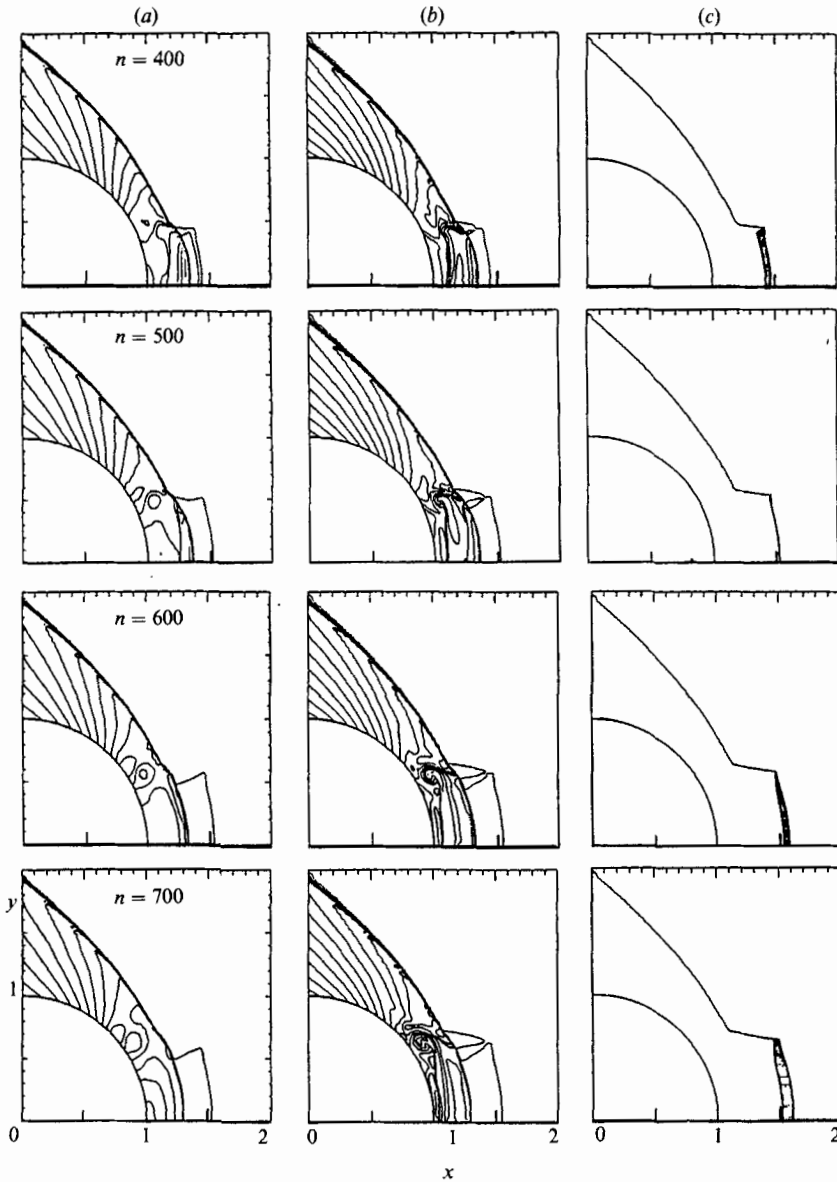 (a) (b) (c)
n = 400
n = 500
n = 600
n = 700
y
1
0 1 2 0 1 2 0 1 2
x